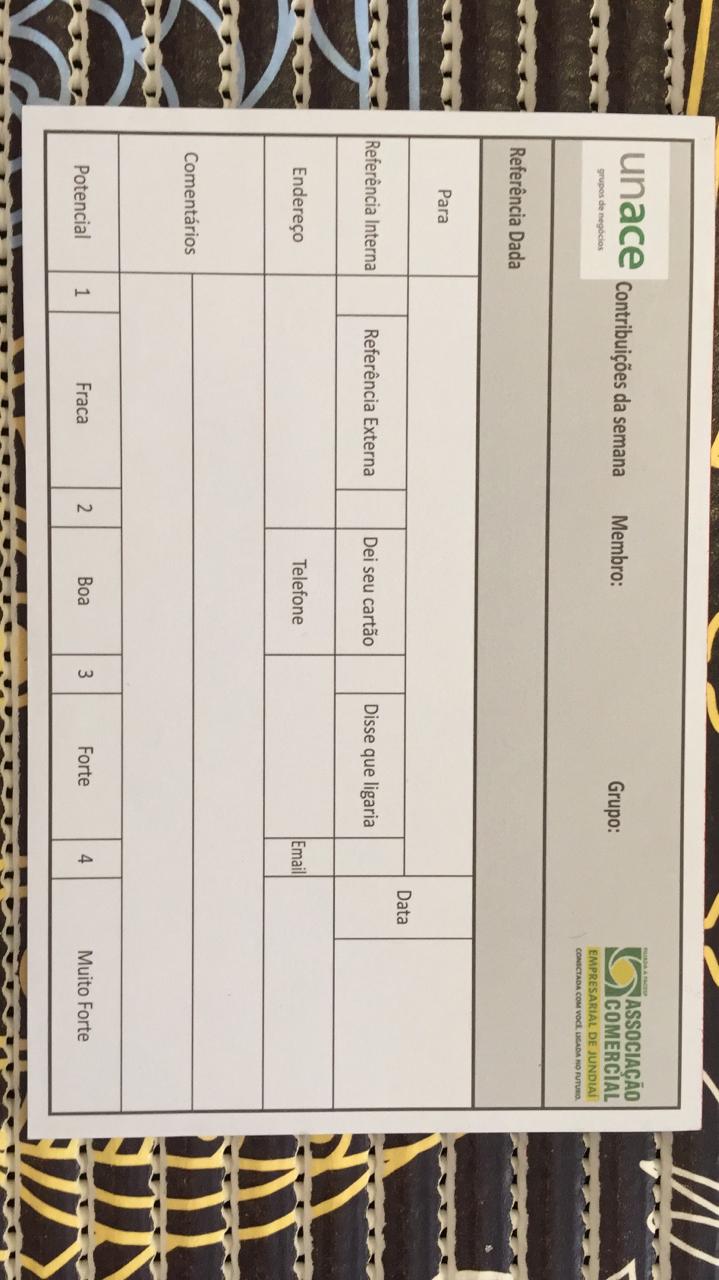 unace
grupos de negócios
Contribuições da semana Membro: Grupo:
FILIADA À FACESP
ASSOCIAÇÃO
COMERCIAL
EMPRESARIAL DE JUNDIAÍ
CONECTADA COM VOCÊ. LIGADA NO FUTURO.
Referência Dada
Para
Data
Referência Interna Referência Externa Dei seu cartão Disse que ligaria
Endereço Telefone Email
Comentários
Potencial 1 Fraca 2 Boa 3 Forte 4 Muito Forte